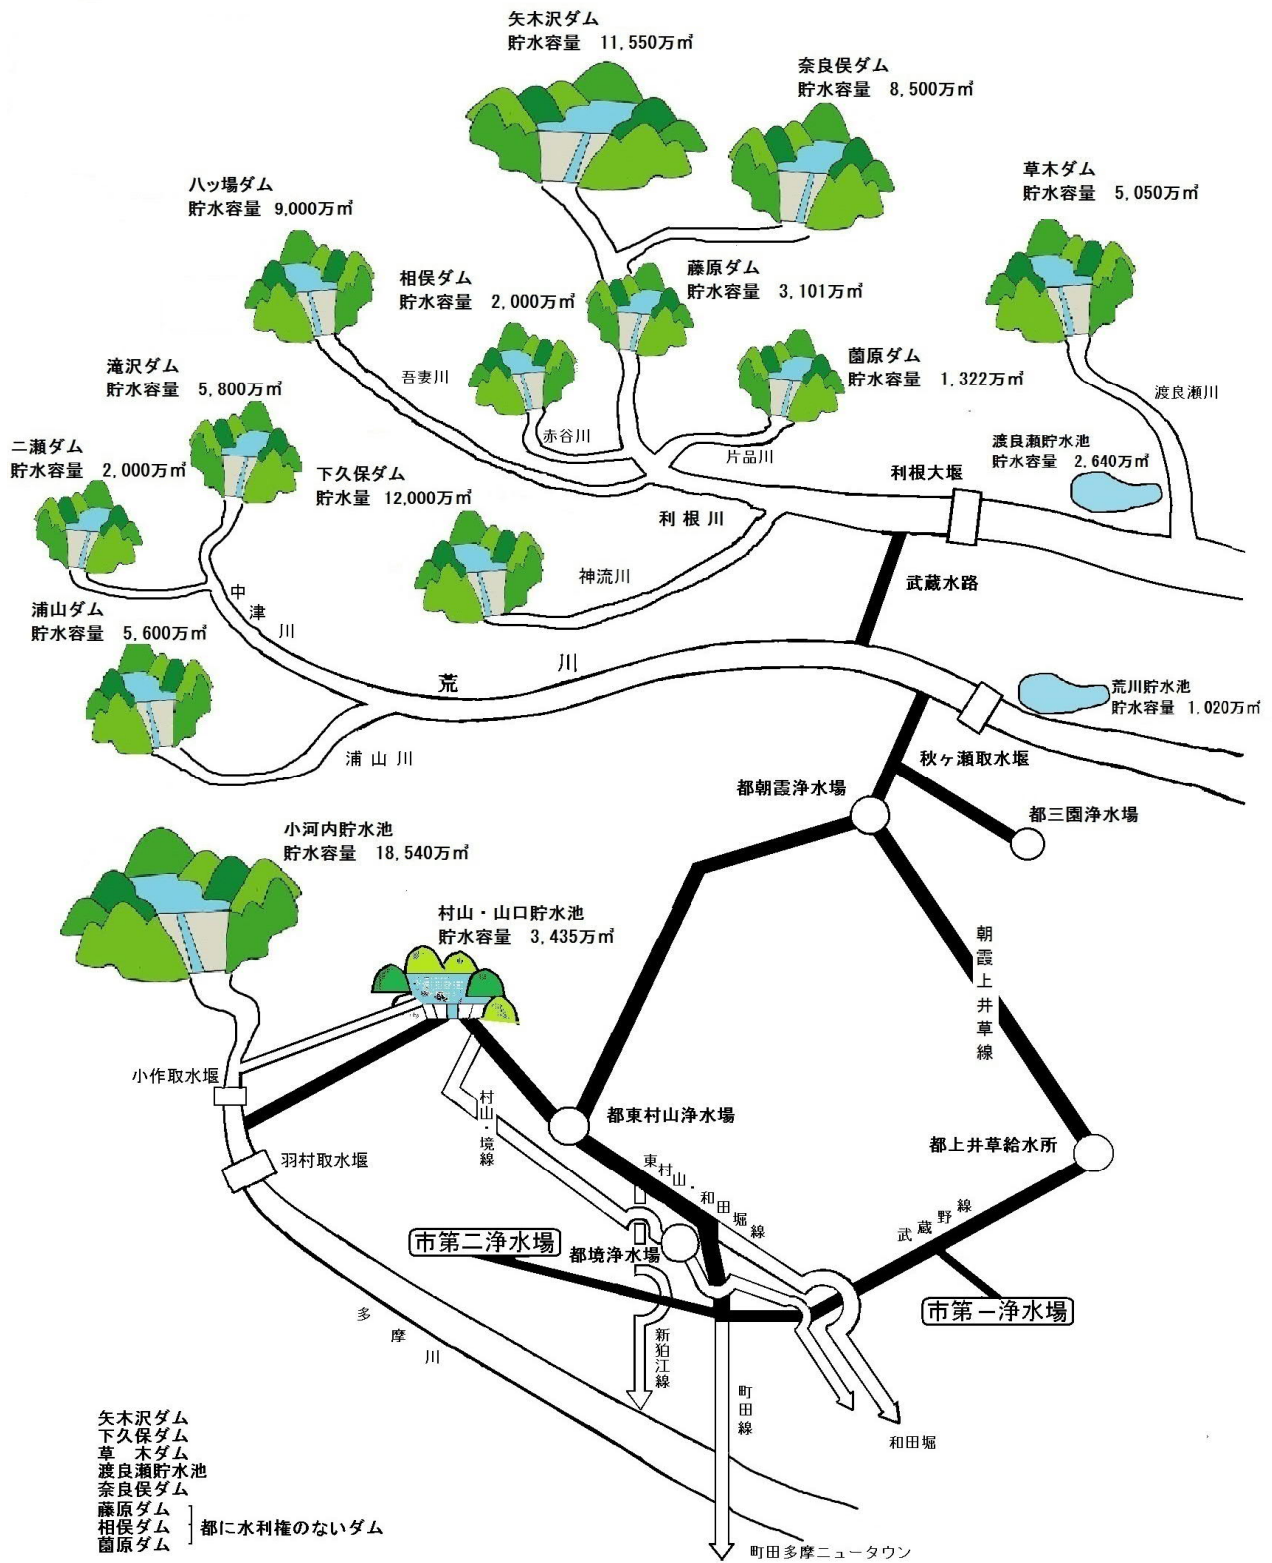 矢木沢ダム
貯水容量 11,550万㎥
奈良俣ダム
貯水容量 8,500万㎥
八ッ場ダム
貯水容量 9,000万㎥
草木ダム
貯水容量 5,050万㎥
相俣ダム
貯水容量 2,000万㎥
藤原ダム
貯水容量 3,101万㎥
滝沢ダム
貯水容量 5,800万㎥
吾妻川
薗原ダム
貯水容量 1,322万㎥
渡良瀬川
二瀬ダム
貯水容量 2,000万㎥
赤谷川
片品川
渡良瀬貯水池
貯水容量 2,640万㎥
下久保ダム
貯水量 12,000万㎥
利根大堰
利根川
神流川
武蔵水路
中津川
浦山ダム
貯水容量 5,600万㎥
荒川
荒川貯水池
貯水容量 1,020万㎥
浦山川
秋ヶ瀬取水堰
都朝霞浄水場
都三園浄水場
小河内貯水池
貯水容量 18,540万㎥
村山・山口貯水池
貯水容量 3,435万㎥
朝霞上井草線
小作取水堰
村山・境線
都東村山浄水場
都上井草給水所
羽村取水堰
東村山・和田堀線
武蔵野線
市第二浄水場
都境浄水場
市第一浄水場
多摩川
新狛江線
町田線
和田堀
矢木沢ダム
下久保ダム
草 木ダム
渡良瀬貯水池
奈良俣ダム
藤原ダム
相俣ダム 都に水利権のないダム
薗原ダム
町田多摩ニュータウン